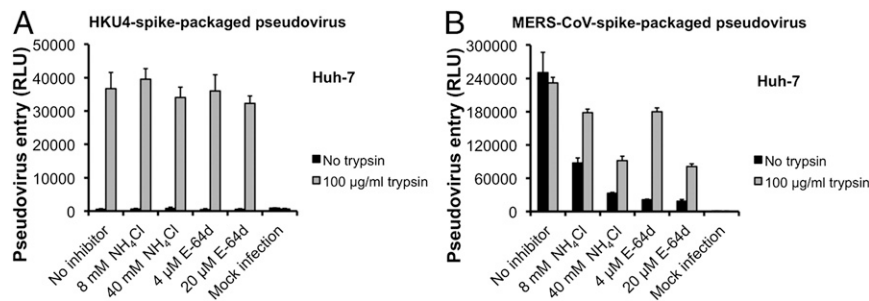 A
HKU4-spike-packaged pseudovirus
Pseudovirus entry (RLU)
50000
40000
30000
20000
10000
0
Huh-7
No trypsin
100 µg/ml trypsin
No inhibitor
8 mM NH4Cl
40 mM NH4Cl
4 µM E-64d
20 µM E-64d
Mock infection
B
MERS-CoV-spike-packaged pseudovirus
Pseudovirus entry (RLU)
300000
240000
180000
120000
60000
0
Huh-7
No trypsin
100 µg/ml trypsin
No inhibitor
8 mM NH4Cl
40 mM NH4Cl
4 µM E-64d
20 µM E-64d
Mock infection